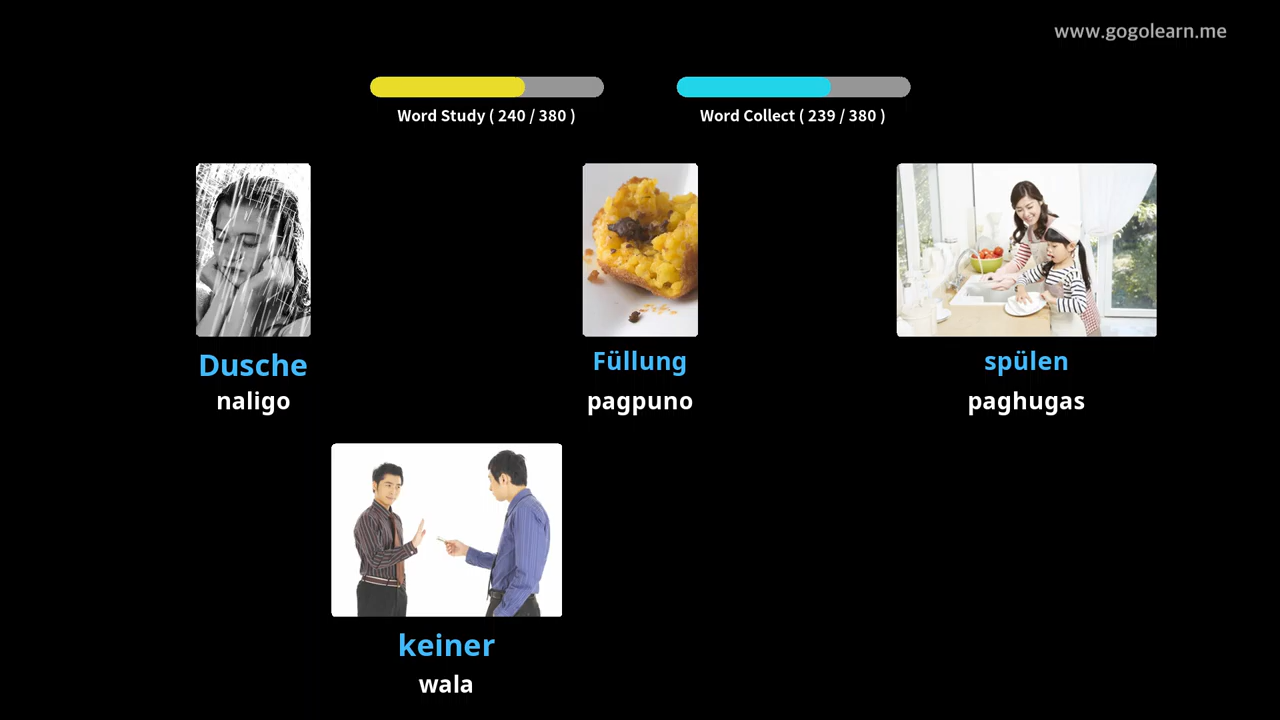 www.gogolearn.me
Word Study ( 240 / 380 )
Word Collect ( 239 / 380 )
Dusche
naligo
Füllung
pagpuno
spülen
paghugas
keiner
wala